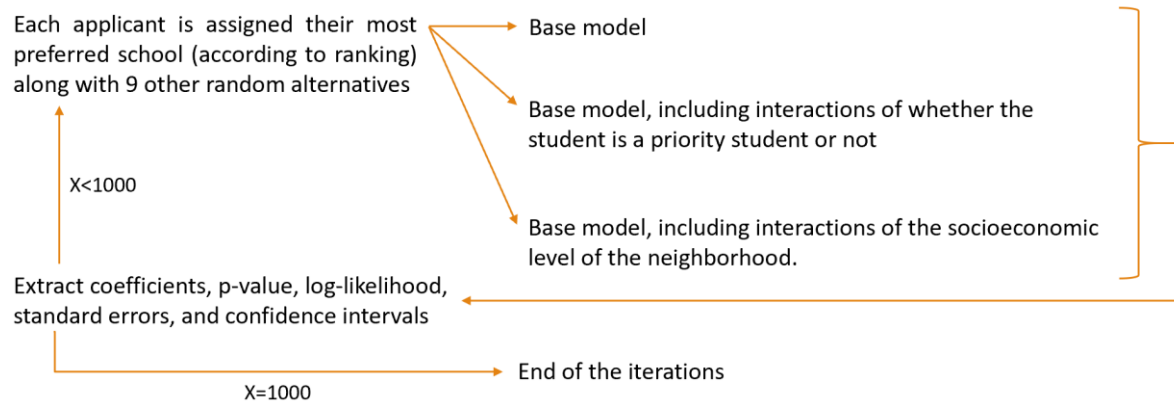 Each applicant is assigned their most
preferred school (according to ranking)
along with 9 other random alternatives
Base model
Base model, including interactions of whether the
student is a priority student or not
X<1000
Base model, including interactions of the socioeconomic
level of the neighborhood.
Extract coefficients, p-value, log-likelihood,
standard errors, and confidence intervals
End of the iterations
X=1000